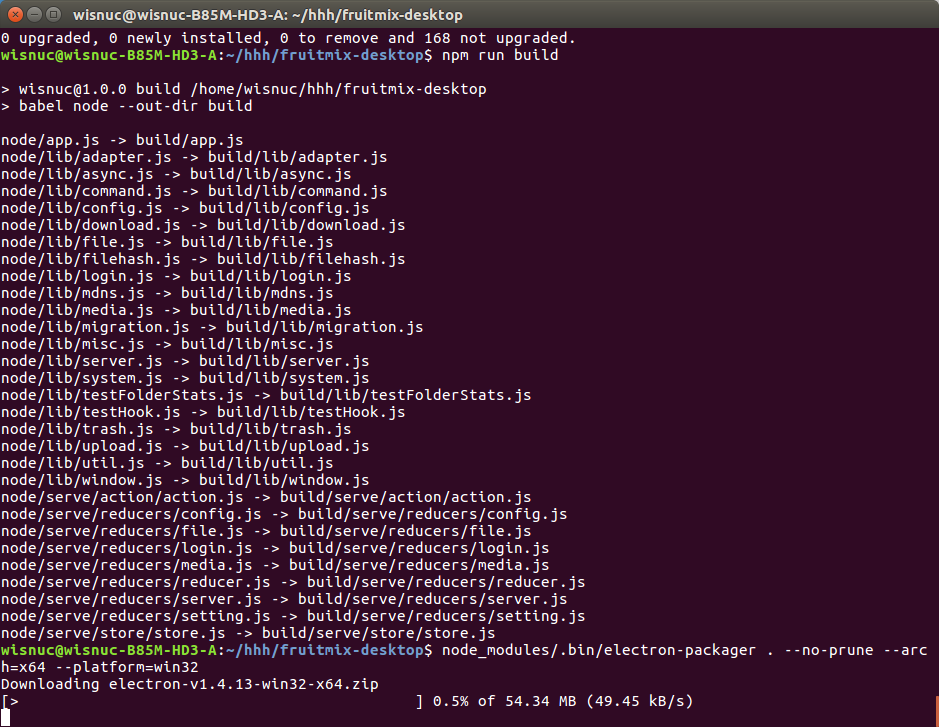 wisnuc@wisnuc-B85M-HD3-A: ~/hhh/fruitmix-desktop
0 upgraded, 0 newly installed, 0 to remove and 168 not upgraded.
wisnuc@wisnuc-B85M-HD3-A:~/hhh/fruitmix-desktop$ npm run build
> wisnuc@1.0.0 build /home/wisnuc/hhh/fruitmix-desktop
> babel node --out-dir build
node/app.js -> build/app.js
node/lib/adapter.js -> build/lib/adapter.js
node/lib/async.js -> build/lib/async.js
node/lib/command.js -> build/lib/command.js
node/lib/config.js -> build/lib/config.js
node/lib/download.js -> build/lib/download.js
node/lib/file.js -> build/lib/file.js
node/lib/filehash.js -> build/lib/filehash.js
node/lib/login.js -> build/lib/login.js
node/lib/mdns.js -> build/lib/mdns.js
node/lib/media.js -> build/lib/media.js
node/lib/migration.js -> build/lib/migration.js
node/lib/misc.js -> build/lib/misc.js
node/lib/server.js -> build/lib/server.js
node/lib/system.js -> build/lib/system.js
node/lib/testFolderStats.js -> build/lib/testFolderStats.js
node/lib/testHook.js -> build/lib/testHook.js
node/lib/trash.js -> build/lib/trash.js
node/lib/upload.js -> build/lib/upload.js
node/lib/util.js -> build/lib/util.js
node/lib/window.js -> build/lib/window.js
node/serve/action/action.js -> build/serve/action/action.js
node/serve/reducers/config.js -> build/serve/reducers/config.js
node/serve/reducers/file.js -> build/serve/reducers/file.js
node/serve/reducers/login.js -> build/serve/reducers/login.js
node/serve/reducers/media.js -> build/serve/reducers/media.js
node/serve/reducers/reducer.js -> build/serve/reducers/reducer.js
node/serve/reducers/server.js -> build/serve/reducers/server.js
node/serve/reducers/setting.js -> build/serve/reducers/setting.js
node/serve/store/store.js -> build/serve/store/store.js
wisnuc@wisnuc-B85M-HD3-A:~/hhh/fruitmix-desktop$ node_modules/.bin/electron-packager . --no-prune --arc
h=x64 --platform=win32
Downloading electron-v1.4.13-win32-x64.zip
[> ] 0.5% of 54.34 MB (49.45 kB/s)